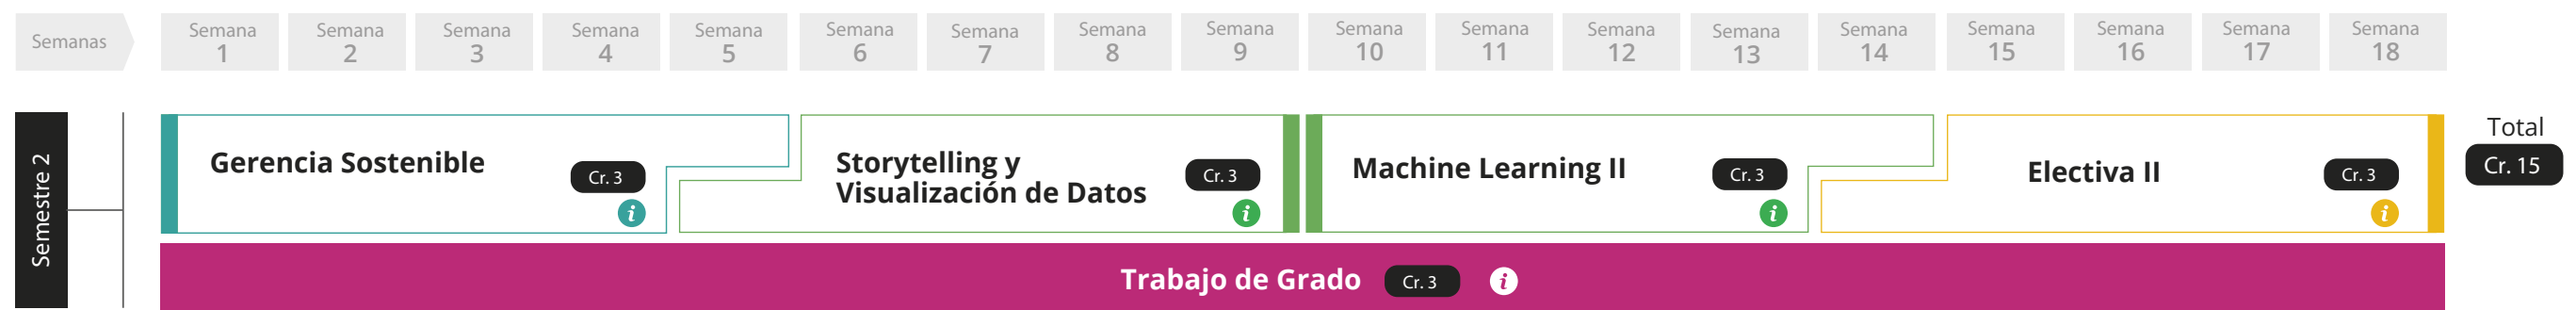 Semanas
Semana
1
Semana
2
Semana
3
Semana
4
Semana
5
Semana
6
Semana
7
Semana
8
Semana
9
Semana
10
Semana
11
Semana
12
Semana
13
Semana
14
Semana
15
Semana
16
Semana
17
Semana
18
Semestre 2
Gerencia Sostenible
Cr. 3
i
Storytelling y
Visualización de Datos
Cr. 3
i
Machine Learning II
Cr. 3
i
Electiva II
Cr. 3
i
Total
Cr. 15
Trabajo de Grado
Cr. 3
i